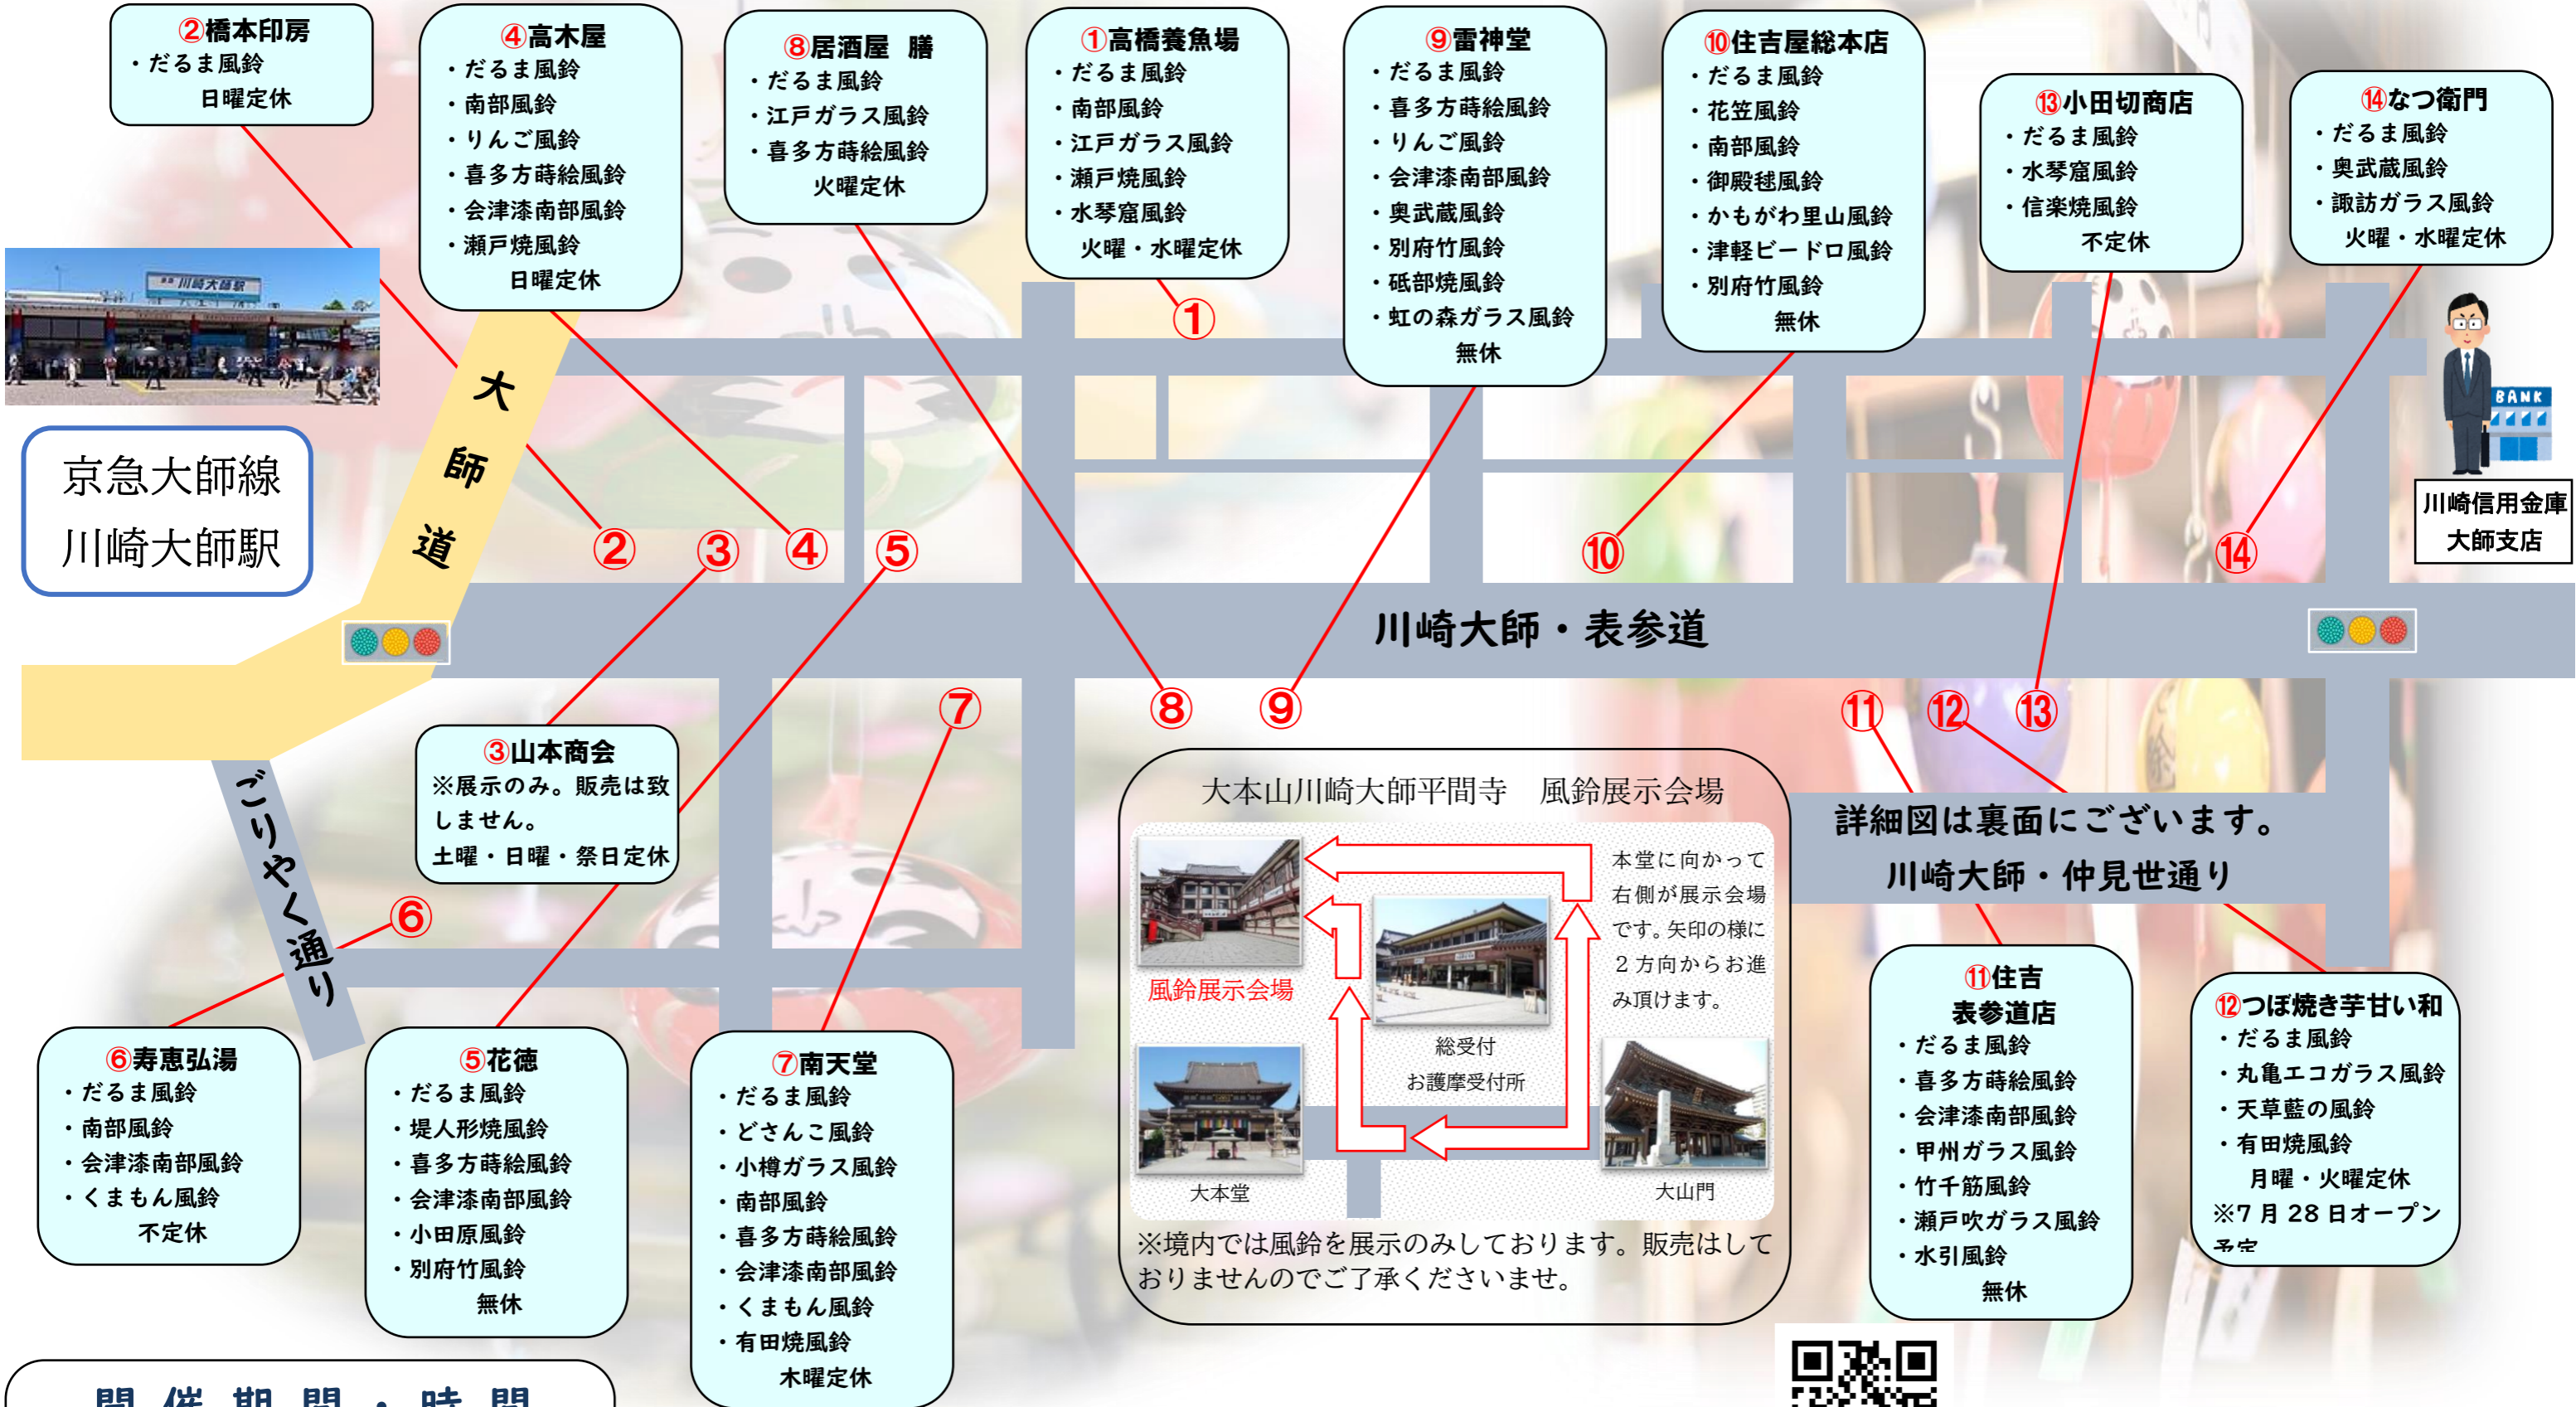 ②橋本印房
・だるま風鈴
日曜定休
④高木屋
・だるま風鈴
・南部風鈴
・りんご風鈴
・喜多方蒔絵風鈴
・会津漆南部風鈴
・瀬戸焼風鈴
日曜定休
⑧居酒屋 膳
・だるま風鈴
・江戸ガラス風鈴
・喜多方蒔絵風鈴
火曜定休
①高橋養魚場
・だるま風鈴
・南部風鈴
・江戸ガラス風鈴
・瀬戸焼風鈴
・水琴窟風鈴
火曜・水曜定休
⑨雷神堂
・だるま風鈴
・喜多方蒔絵風鈴
・りんご風鈴
・会津漆南部風鈴
・奥武蔵風鈴
・別府竹風鈴
・砥部焼風鈴
・虹の森ガラス風鈴
無休
⑩住吉屋総本店
・だるま風鈴
・花笠風鈴
・南部風鈴
・御殿毬風鈴
・かもがわ里山風鈴
・津軽ビードロ風鈴
・別府竹風鈴
無休
⑬小田切商店
・だるま風鈴
・水琴窟風鈴
・信楽焼風鈴
不定休
⑭なつ衛門
・だるま風鈴
・奥武蔵風鈴
・諏訪ガラス風鈴
火曜・水曜定休
川崎大師駅
①
大師道
BANK
京急大師線
川崎大師駅
川崎信用金庫
大師支店
②
③
④
⑤
⑩
⑭
川崎大師・表参道
⑦
⑧
⑨
⑪
⑫
⑬
③山本商会
※展示のみ。販売は致
しません。
土曜・日曜・祭日定休
ごりやく通り
⑥
大本山川崎大師平間寺 風鈴展示会場
本堂に向かって
右側が展示会場
です。矢印の様に
２方向からお進
み頂けます。
風鈴展示会場
総受付
お護摩受付所
大本堂
大山門
※境内では風鈴を展示のみしております。販売はして
おりませんのでご了承くださいませ。
詳細図は裏面にございます。
川崎大師・仲見世通り
⑥寿恵弘湯
・だるま風鈴
・南部風鈴
・会津漆南部風鈴
・くまもん風鈴
不定休
⑤花徳
・だるま風鈴
・堤人形焼風鈴
・喜多方蒔絵風鈴
・会津漆南部風鈴
・小田原風鈴
・別府竹風鈴
無休
⑦南天堂
・だるま風鈴
・どさんこ風鈴
・小樽ガラス風鈴
・南部風鈴
・喜多方蒔絵風鈴
・会津漆南部風鈴
・くまもん風鈴
・有田焼風鈴
木曜定休
⑪住吉
表参道店
・だるま風鈴
・喜多方蒔絵風鈴
・会津漆南部風鈴
・甲州ガラス風鈴
・竹千筋風鈴
・瀬戸吹ガラス風鈴
・水引風鈴
無休
⑫つぼ焼き芋甘い和
・だるま風鈴
・丸亀エコガラス風鈴
・天草藍の風鈴
・有田焼風鈴
月曜・火曜定休
※7月28日オープン
予定
開催期間・時間